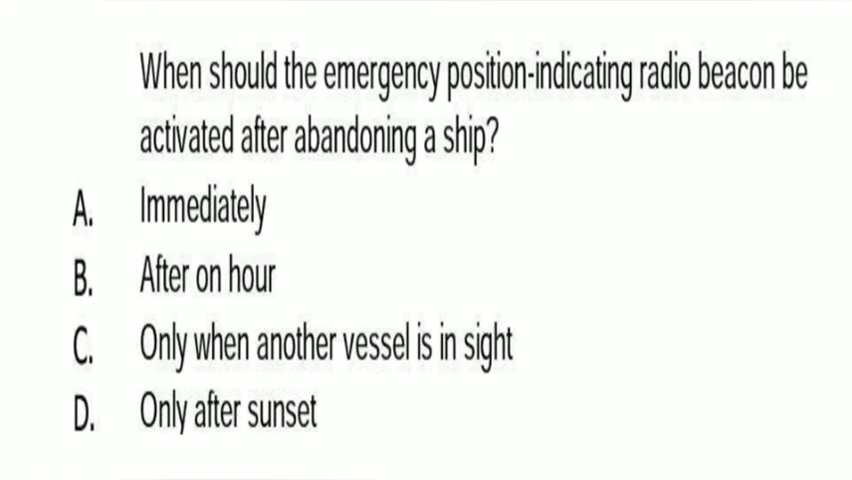 When should the emergency position-indicating radio beacon be
activated after abandoning a ship?
A. Immediately
B. After on hour
C. Only when another vessel is in sight
D. Only after sunset